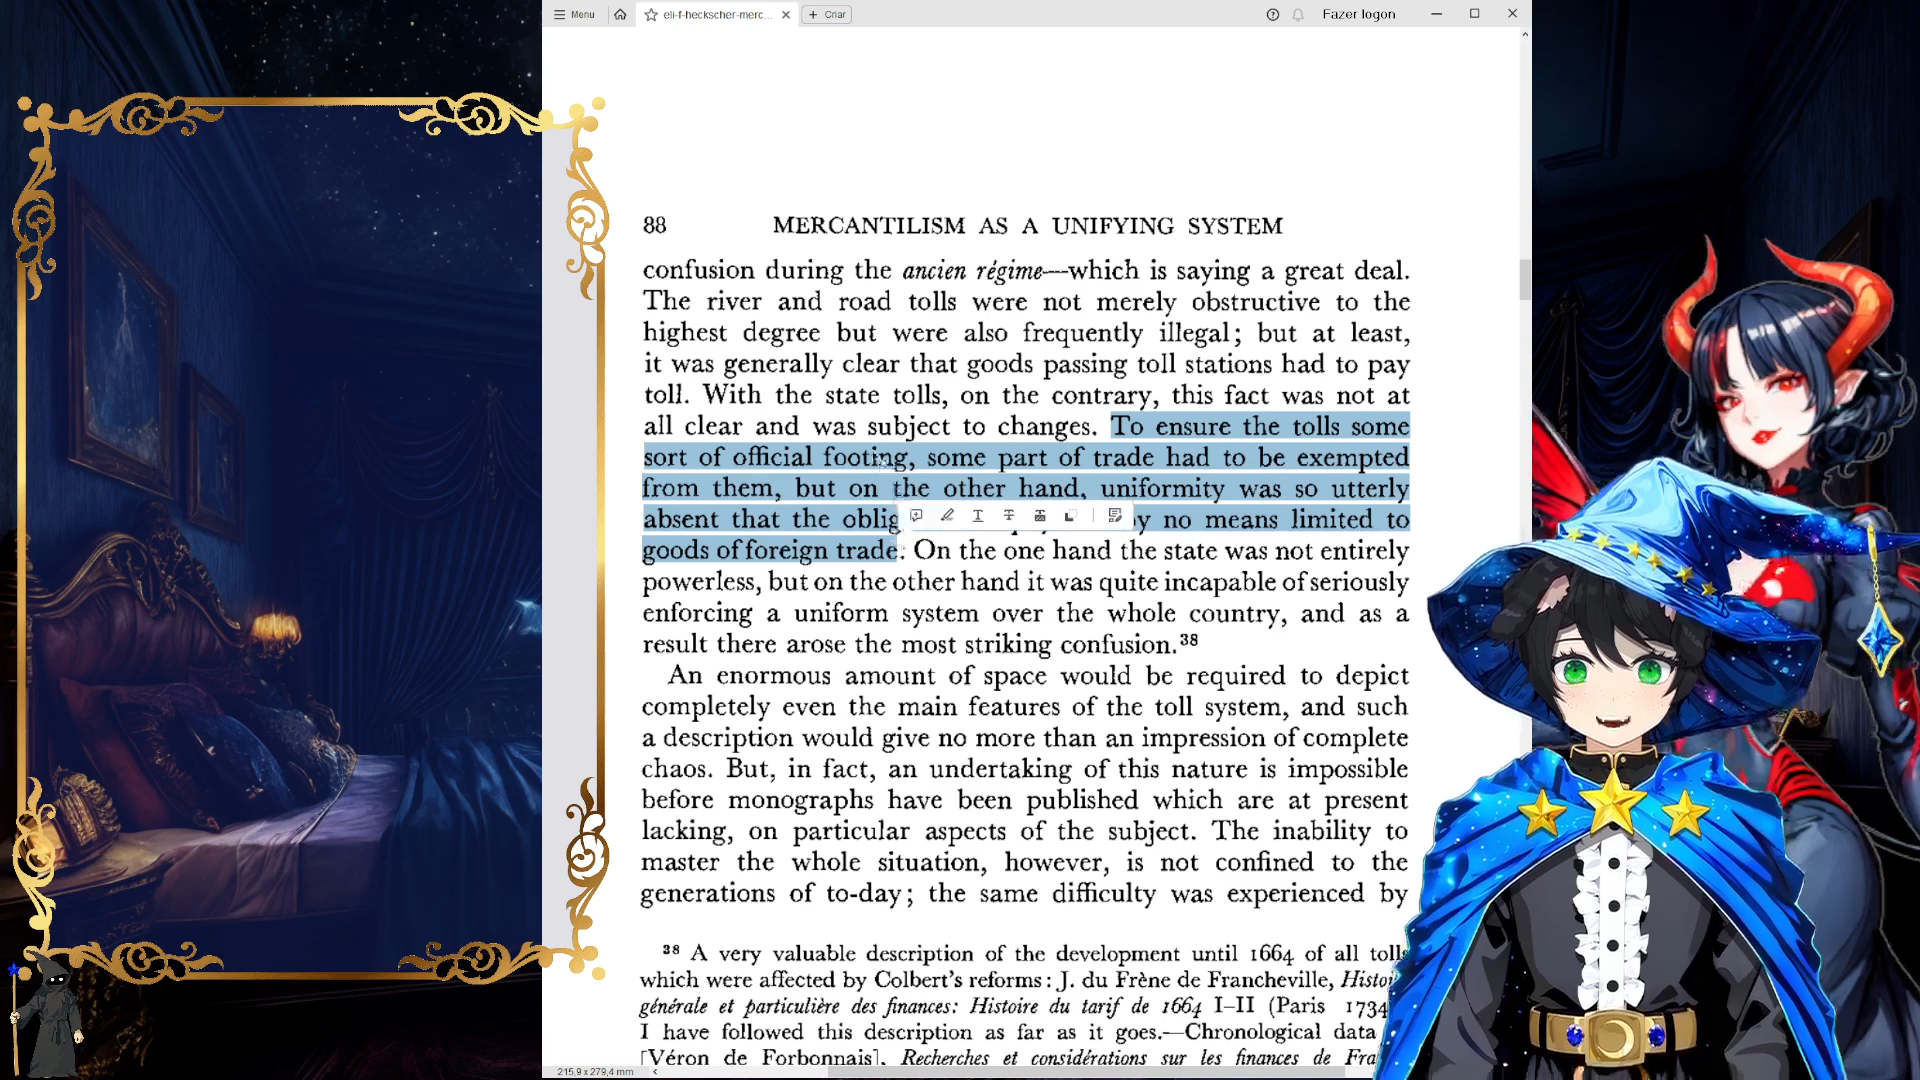 Menu
eli-f-heckscher-merc...
Criar
Fazer logon
88 MERCANTILISM AS A UNIFYING SYSTEM
confusion during the ancien régime—which is saying a great deal.
The river and road tolls were not merely obstructive to the
highest degree but were also frequently illegal; but at least,
it was generally clear that goods passing toll stations had to pay
toll. With the state tolls, on the contrary, this fact was not at
all clear and was subject to changes. To ensure the tolls some
sort of official footing, some part of trade had to be exempted
from them, but on the other hand, uniformity was so utterly
absent that the by no means limited to
goods of foreign trade. On the one hand the state was not entirely
powerless, but on the other hand it was quite incapable of seriously
enforcing a uniform system over the whole country, and as a
result there arose the most striking confusion.³⁸
An enormous amount of space would be required to depict
completely even the main features of the toll system, and such
a description would give no more than an impression of complete
chaos. But, in fact, an undertaking of this nature is impossible
before monographs have been published which are at present
lacking, on particular aspects of the subject. The inability to
master the whole situation, however, is not confined to the
generations of to-day; the same difficulty was experienced by
³⁸ A very valuable description of the development until 1664 of all tolls
which were affected by Colbert's reforms: J. du Frêne de Francheville,
générale et particulière des finances: Histoire du tarif de 1664 I–II (Paris 1734
I have followed this description as far as it goes.—Chronological data
[Véron de Forbonnais], Recherches et considérations sur les finances de
215,9 x 279,4 mm